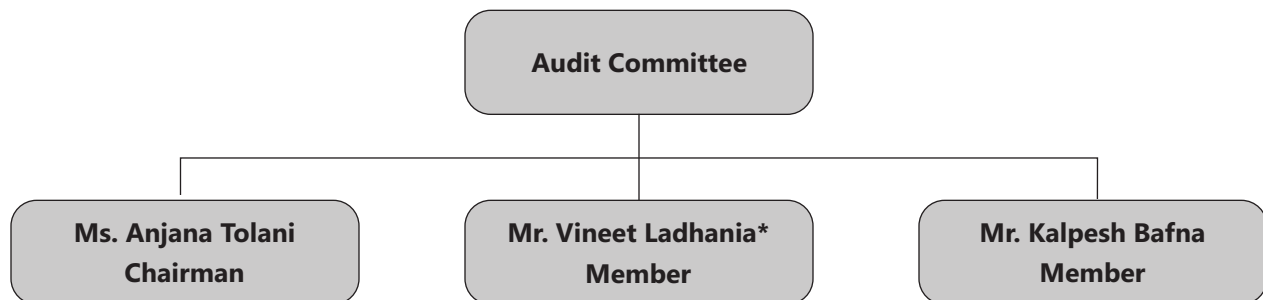 Audit Committee
Ms. Anjana Tolani
Chairman
Mr. Vineet Ladhania*
Member
Mr. Kalpesh Bafna
Member